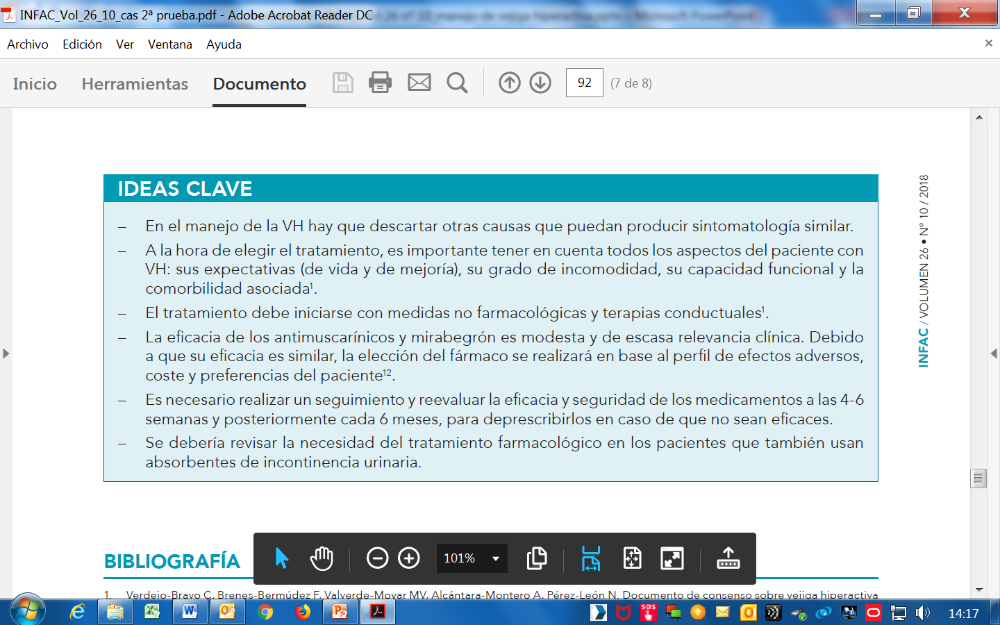 INFAC_Vol_26_10_cas 2ª prueba.pdf - Adobe Acrobat Reader DC
Archivo Edición Ver Ventana Ayuda
Inicio Herramientas Documento 92 (7 de 8)
IDEAS CLAVE
– En el manejo de la VH hay que descartar otras causas que puedan producir sintomatología similar.
– A la hora de elegir el tratamiento, es importante tener en cuenta todos los aspectos del paciente con
VH: sus expectativas (de vida y de mejoría), su grado de incomodidad, su capacidad funcional y la
comorbilidad asociada¹.
– El tratamiento debe iniciarse con medidas no farmacológicas y terapias conductuales¹.
– La eficacia de los antimuscarínicos y mirabegrón es modesta y de escasa relevancia clínica. Debido
a que su eficacia es similar, la elección del fármaco se realizará en base al perfil de efectos adversos,
coste y preferencias del paciente¹².
– Es necesario realizar un seguimiento y reevaluar la eficacia y seguridad de los medicamentos a las 4-6
semanas y posteriormente cada 6 meses, para deprescribirlos en caso de que no sean eficaces.
– Se debería revisar la necesidad del tratamiento farmacológico en los pacientes que también usan
absorbentes de incontinencia urinaria.
INFAC / VOLUMEN 26 • Nº 10 / 2018
101%
BIBLIOGRAFÍA
1. Verdejo-Bravo C, Brenes-Bermúdez F, Valverde-Moyar MV, Alcántara-Montero A, Pérez-León N. Documento de consenso sobre vejiga hiperactiva
SOS
14:17